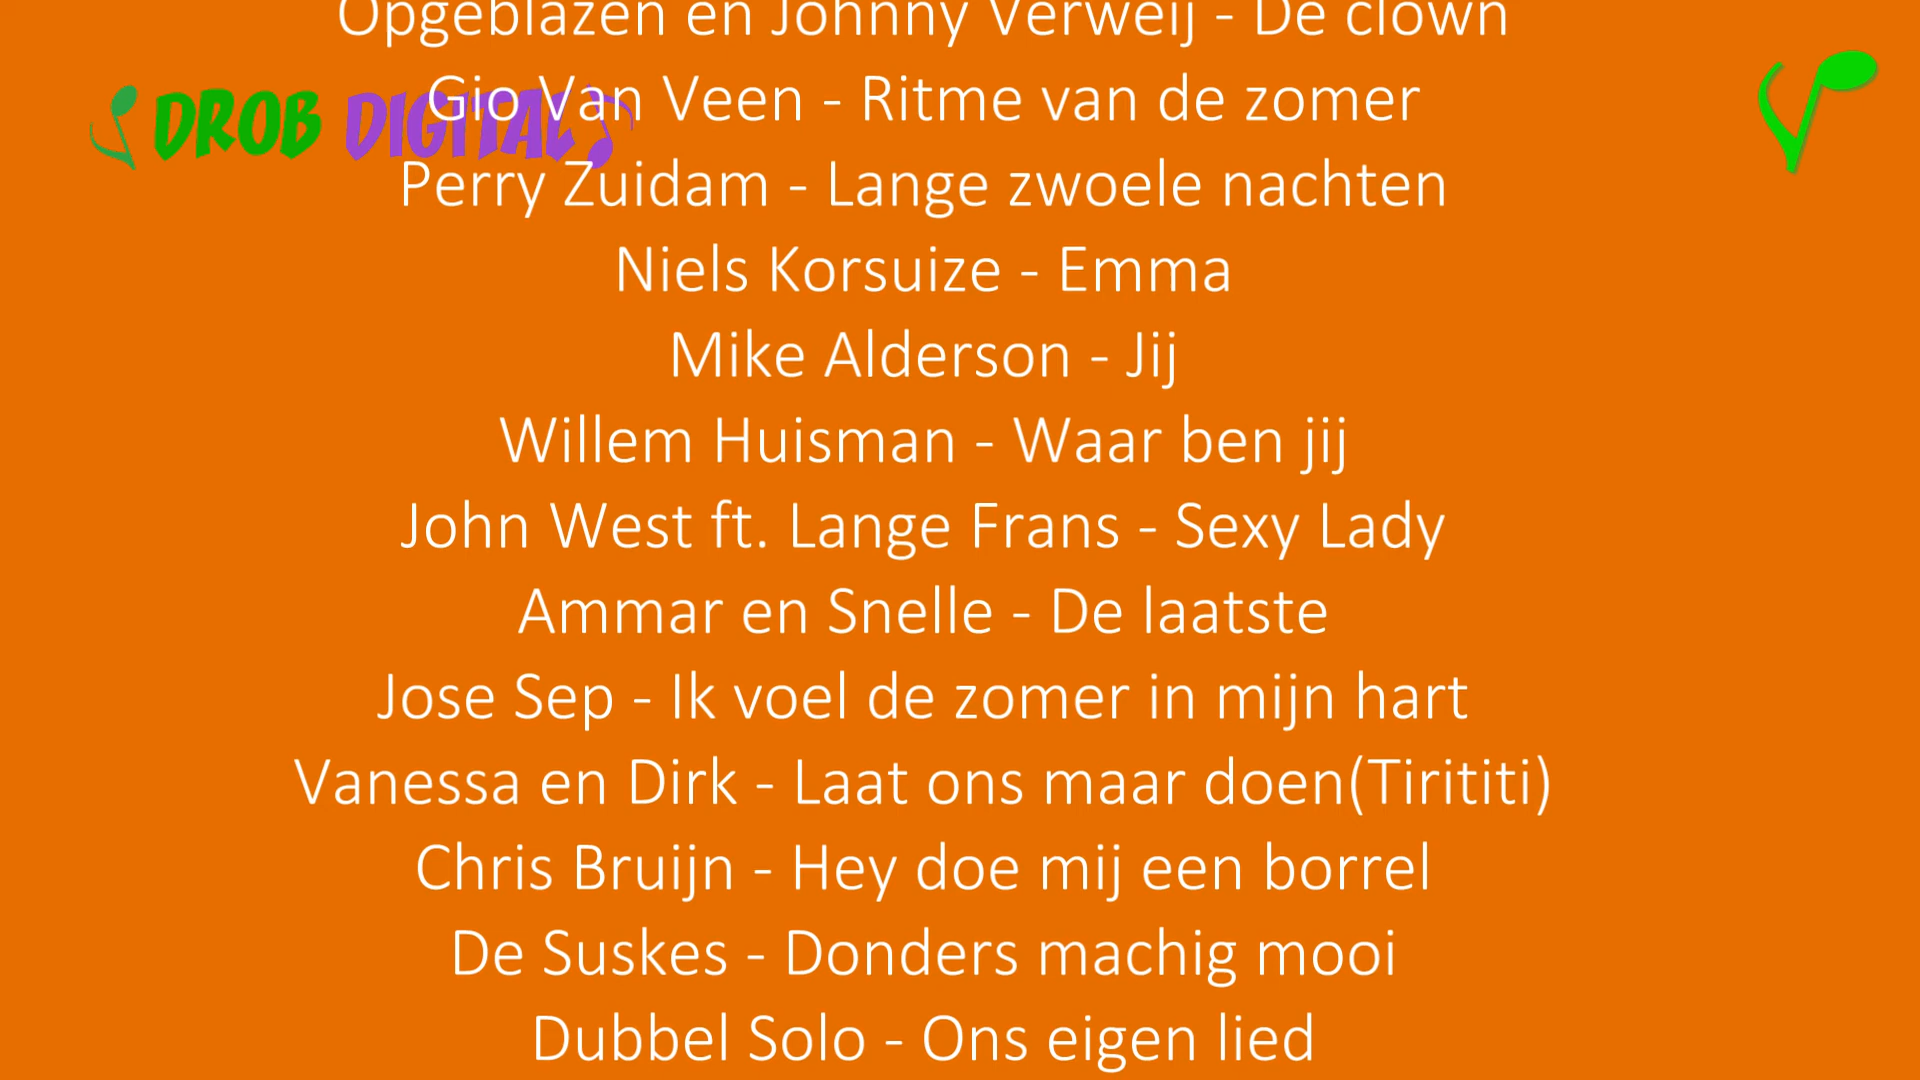 Opgeblazen en Johnny Verweij - De clown
DROB DIGITAL
Gio Van Veen - Ritme van de zomer
Perry Zuidam - Lange zwoele nachten
Niels Korsuize - Emma
Mike Alderson - Jij
Willem Huisman - Waar ben jij
John West ft. Lange Frans - Sexy Lady
Ammar en Snelle - De laatste
Jose Sep - Ik voel de zomer in mijn hart
Vanessa en Dirk - Laat ons maar doen(Tirititi)
Chris Bruijn - Hey doe mij een borrel
De Suskes - Donders machig mooi
Dubbel Solo - Ons eigen lied